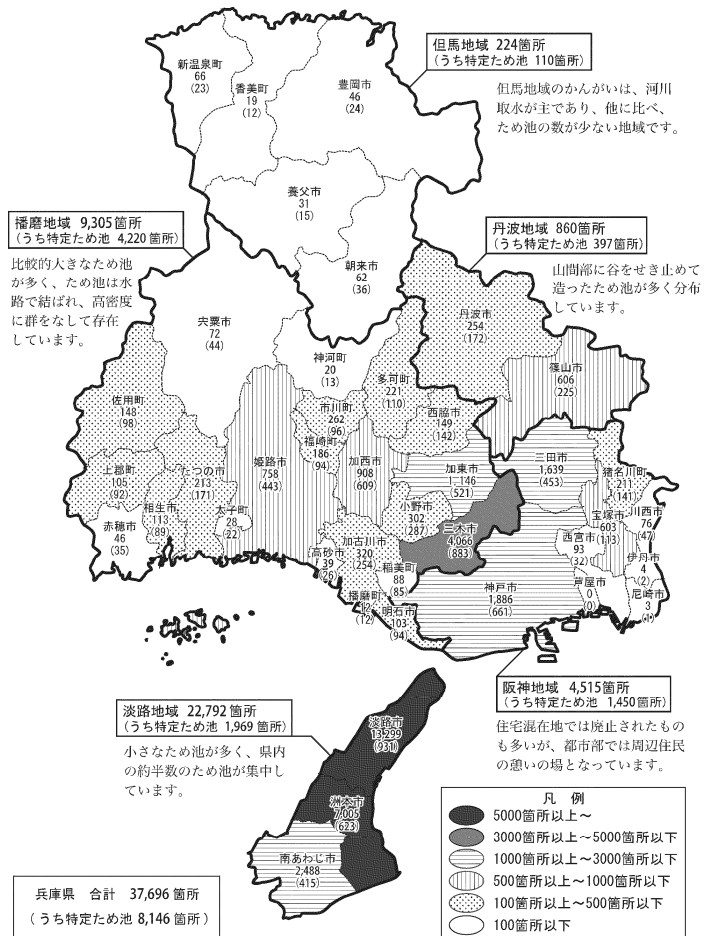 但馬地域 224箇所
(うち特定ため池 110箇所)
但馬地域のかんがいは、河川
取水が主であり、他に比べ、
ため池の数が少ない地域です。
新温泉町
66
(23)
香美町
19
(12)
豊岡市
46
(24)
養父市
31
(15)
朝来市
62
(36)
播磨地域 9,305箇所
(うち特定ため池 4,220箇所)
比較的大きなため池
が多く、ため池は水
路で結ばれ、高密度
に群をなして存在
しています。
丹波地域 860箇所
(うち特定ため池 397箇所)
山間部に谷をせき止めて
造ったため池が多く分布
しています。
丹波市
254
(172)
篠山市
606
(225)
宍粟市
72
(44)
神河町
20
(13)
多可町
221
(110)
佐用町
148
(98)
市川町
262
(96)
西脇市
149
(142)
福崎町
186
(94)
加西市
908
(609)
姫路市
758
(443)
上郡町
105
(92)
たつの市
213
(171)
相生市
113
(89)
太子町
28
(22)
赤穂市
46
(35)
加東市
1,146
(521)
小野市
302
(287)
三木市
4,066
(883)
加古川市
320
(254)
高砂市
39
(26)
稲美町
88
(85)
播磨町
12
(12)
明石市
103
(94)
三田市
1,639
(453)
猪名川町
211
(141)
宝塚市
603
(113)
川西市
76
(47)
西宮市
93
(32)
伊丹市
4
(2)
芦屋市
0
(0)
尼崎市
3
(1)
神戸市
1,886
(661)
阪神地域 4,515箇所
(うち特定ため池 1,450箇所)
住宅混在地では廃止されたもの
も多いが、都市部では周辺住民
の憩いの場となっています。
淡路地域 22,792箇所
(うち特定ため池 1,969箇所)
小さなため池が多く、県内
の約半数のため池が集中し
ています。
淡路市
13,299
(931)
洲本市
7,005
(623)
南あわじ市
2,488
(415)
凡 例
5000箇所以上～
3000箇所以上～5000箇所以下
1000箇所以上～3000箇所以下
500箇所以上～1000箇所以下
100箇所以上～500箇所以下
100箇所以下
兵庫県 合計 37,696箇所
(うち特定ため池 8,146箇所)